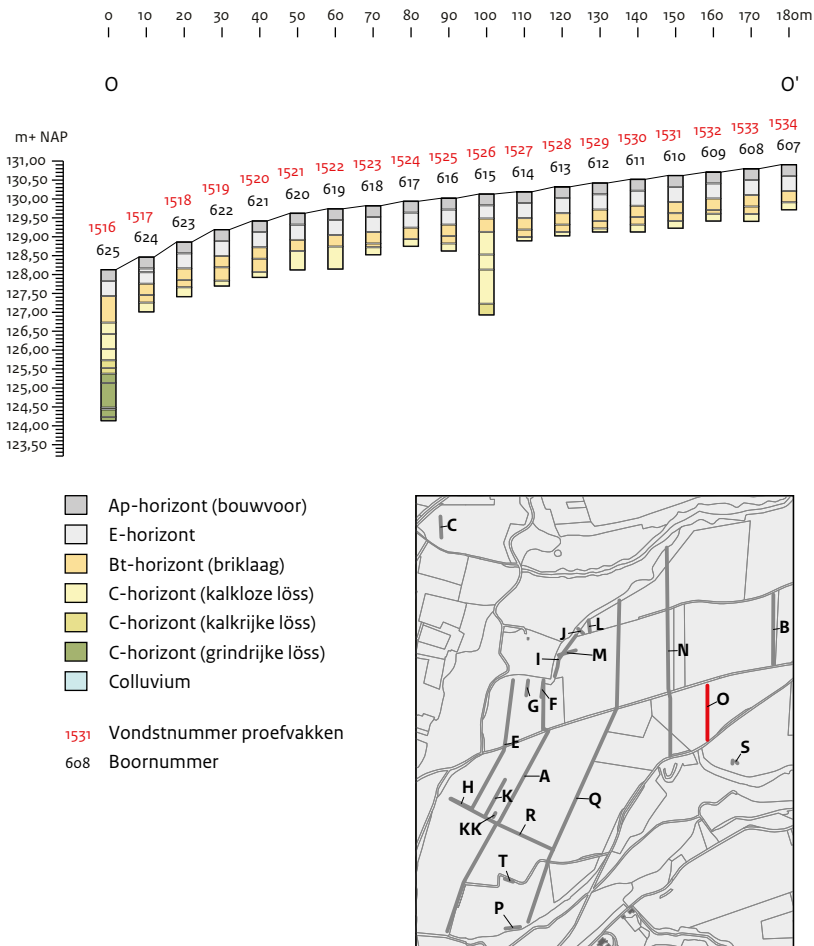 0 10 20 30 40 50 60 70 80 90 100 110 120 130 140 150 160 170 180m
O O'
m+ NAP
1516 1517 1518 1519 1520 1521 1522 1523 1524 1525 1526 1527 1528 1529 1530 1531 1532 1533 1534
625 624 623 622 621 620 619 618 617 616 615 614 613 612 611 610 609 608 607
131,00
130,50
130,00
129,50
129,00
128,50
128,00
127,50
127,00
126,50
126,00
125,50
125,00
124,50
124,00
123,50
Ap-horizont (bouwvoor)
E-horizont
Bt-horizont (briklaag)
C-horizont (kalkloze löss)
C-horizont (kalkrijke löss)
C-horizont (grindrijke löss)
Colluvium
1531 Vondstnummer proefvakken
608 Boornummer
C
J L B
I M N
G F O
E S
A
H K Q
KK R
T
P